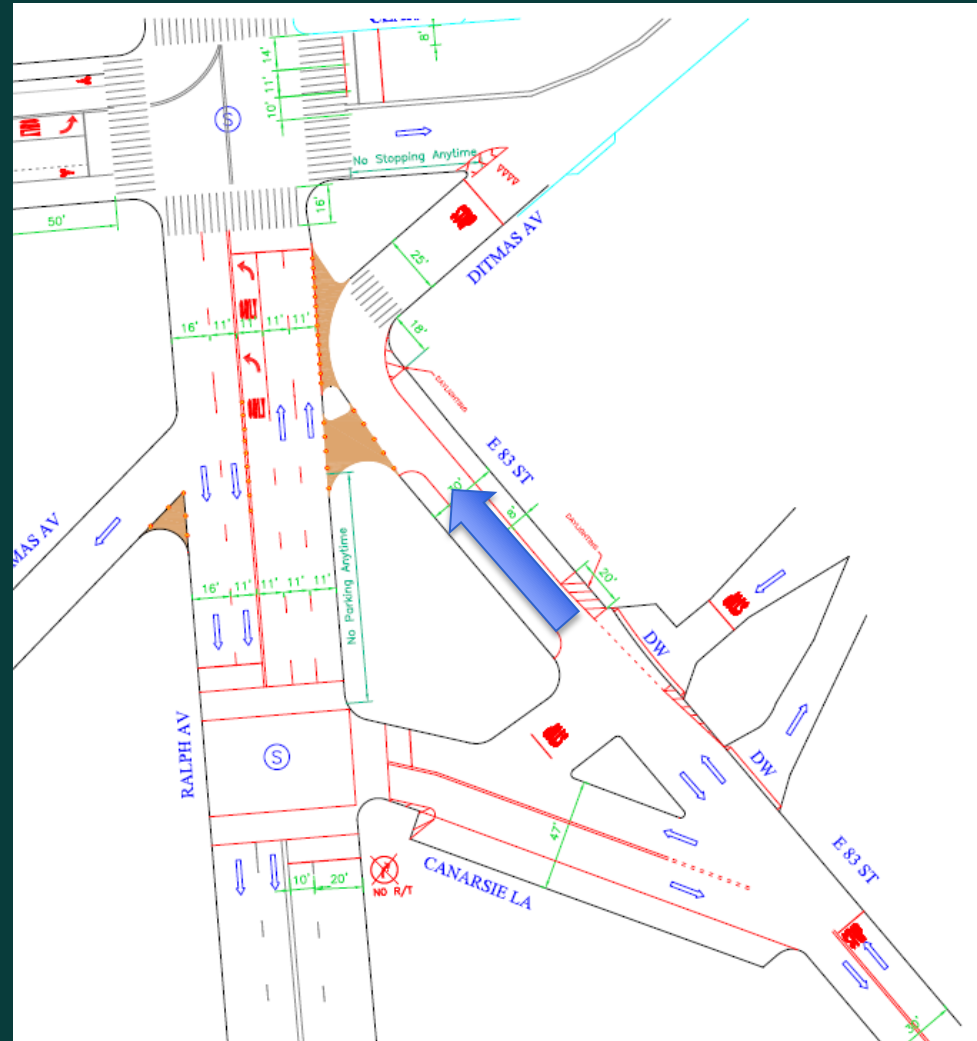 8'
14'
11'
10'
S
No Stopping Anytime
50'
16'
25'
DITMAS AV
18'
16' 11' 11' 11' 11'
DAYLIGHTING
E 83 ST
8'
DAYLIGHTING
20'
MAS AV
No Parking Anytime
16' 11' 11' 11' 11'
DW
DW
RALPH AV
S
47'
E 83 ST
10' 20'
NO R/T
CANARSIE LA